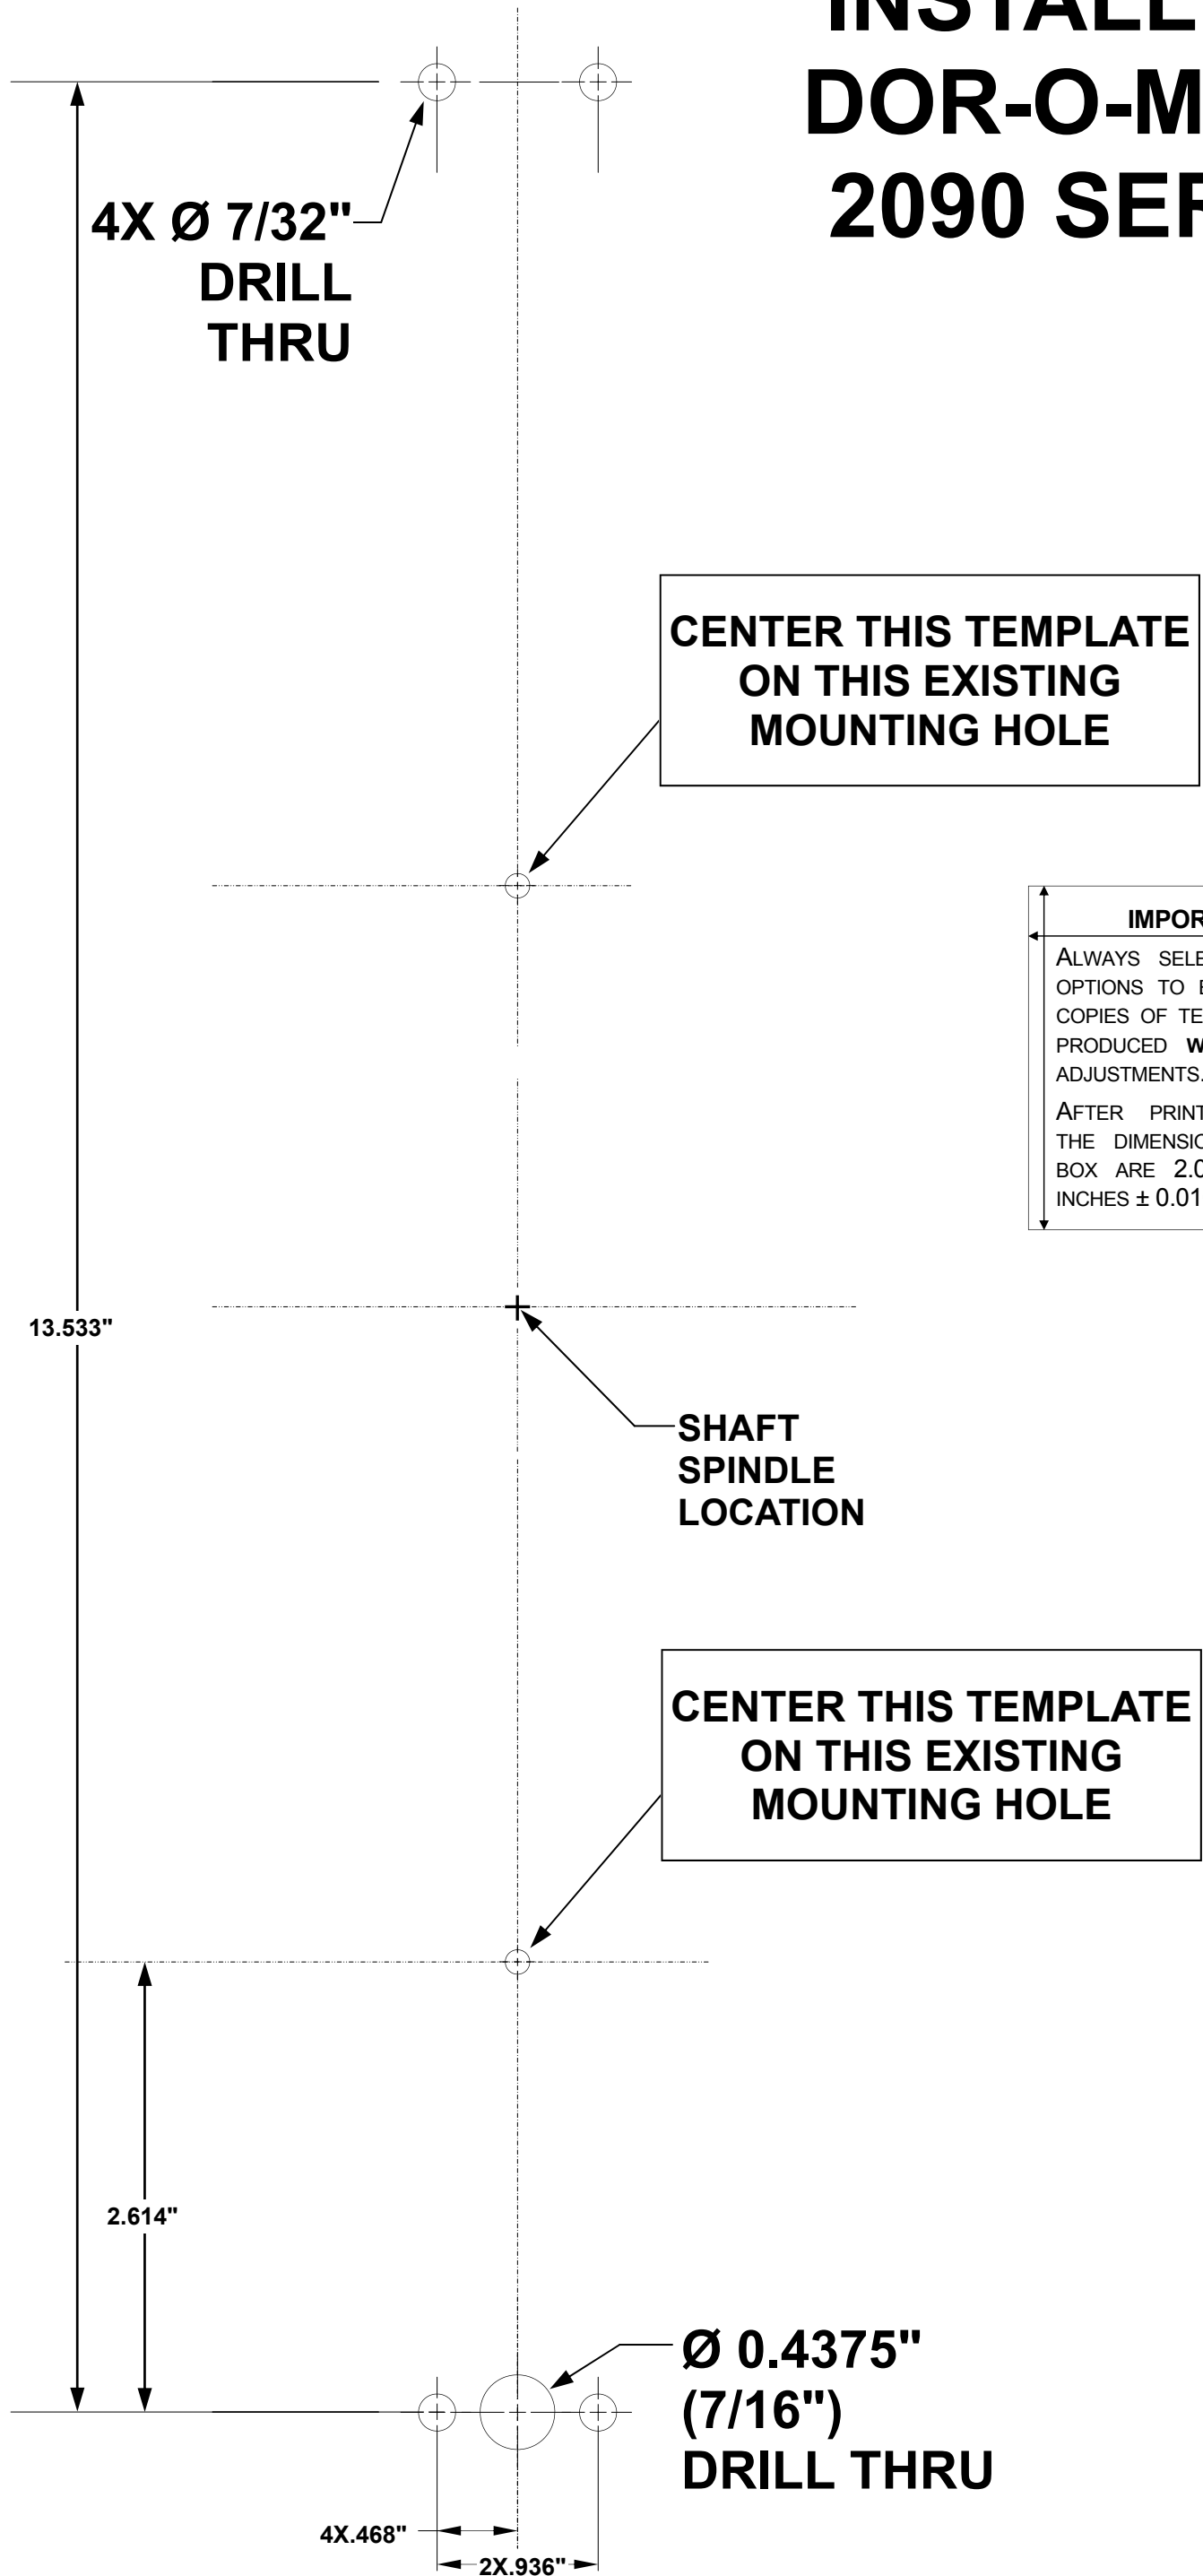 DOR-O-M
2090 SER
4X Ø 7/32"
DRILL
THRU
CENTER THIS TEMPLATE
ON THIS EXISTING
MOUNTING HOLE
IMPOR
ALWAYS SELE
OPTIONS TO E
COPIES OF TE
PRODUCED W
ADJUSTMENTS.
AFTER PRINT
THE DIMENSIO
BOX ARE 2.0
INCHES ± 0.01
13.533"
SHAFT
SPINDLE
LOCATION
CENTER THIS TEMPLATE
ON THIS EXISTING
MOUNTING HOLE
2.614"
Ø 0.4375"
(7/16")
DRILL THRU
4X.468"
2X.936"